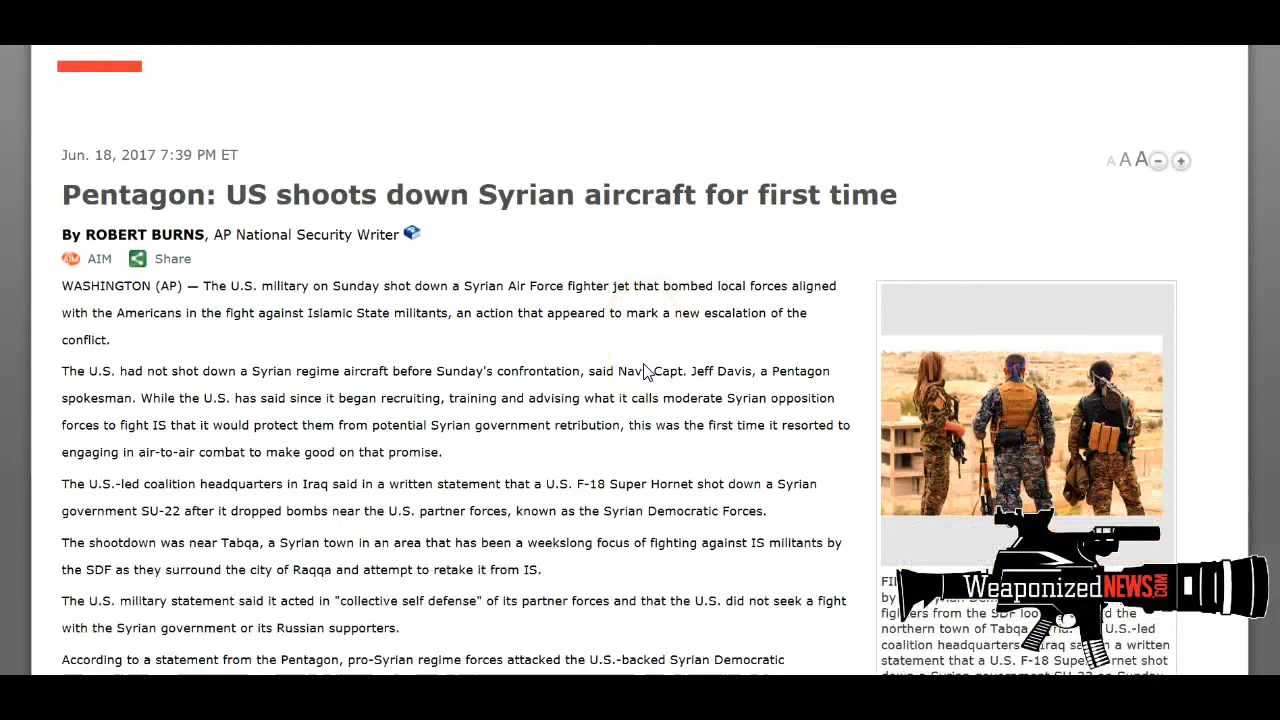 Jun. 18, 2017 7:39 PM ET
A A A
Pentagon: US shoots down Syrian aircraft for first time
By ROBERT BURNS, AP National Security Writer
AIM AIM Share
WASHINGTON (AP) — The U.S. military on Sunday shot down a Syrian Air Force fighter jet that bombed local forces aligned
with the Americans in the fight against Islamic State militants, an action that appeared to mark a new escalation of the
conflict.
The U.S. had not shot down a Syrian regime aircraft before Sunday's confrontation, said Capt. Jeff Davis, a Pentagon
spokesman. While the U.S. has said since it began recruiting, training and advising what it calls moderate Syrian opposition
forces to fight IS that it would protect them from potential Syrian government retribution, this was the first time it resorted to
engaging in air-to-air combat to make good on that promise.
The U.S.-led coalition headquarters in Iraq said in a written statement that a U.S. F-18 Super Hornet shot down a Syrian
government SU-22 after it dropped bombs near the U.S. partner forces, known as the Syrian Democratic Forces.
The shootdown was near Tabqa, a Syrian town in an area that has been a weekslong focus of fighting against IS militants by
the SDF as they surround the city of Raqqa and attempt to retake it from IS.
The U.S. military statement said it acted in "collective self defense" of its partner forces and that the U.S. did not seek a fight
with the Syrian government or its Russian supporters.
According to a statement from the Pentagon, pro-Syrian regime forces attacked the U.S.-backed Syrian Democratic
WEAPONIZEDNEWS.COM
by
from the SDF the
northern town of Tabqa U.S.-led
coalition headquarters a written
statement that a U.S. F-18 shot